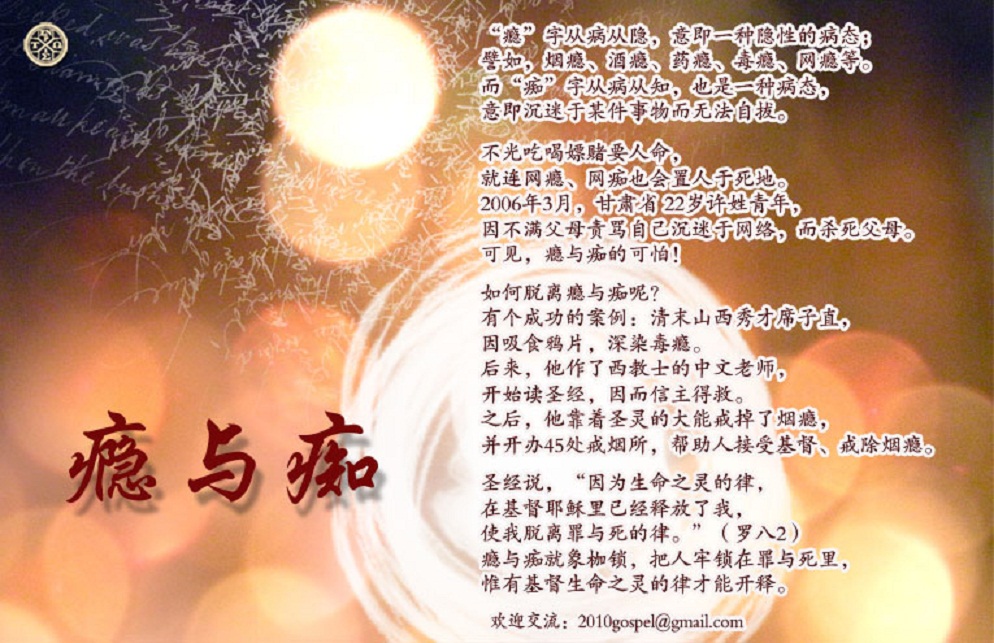 “瘾”字从病从隐，意即一种隐性的病态；
譬如，烟瘾、酒瘾、药瘾、毒瘾、网瘾等。
而“痴”字从病从知，也是一种病态，
意即沉迷于某件事物而无法自拔。
不光吃喝嫖赌要人命，
就连网瘾、网痴也会置人于死地。
2006年3月，甘肃省22岁许姓青年，
因不满父母责骂自己沉迷于网络，而杀死父母。
可见，瘾与痴的可怕！
如何脱离瘾与痴呢？
有个成功的案例：清末山西秀才席子直，
因吸食鸦片，深染毒瘾。
后来，他作了西教士的中文老师，
开始读圣经，因而信主得救。
之后，他靠着圣灵的大能戒掉了烟瘾，
并开办45处戒烟所，帮助人接受基督、戒除烟瘾。
瘾与痴
圣经说，“因为生命之灵的律，
在基督耶稣里已经释放了我，
使我脱离罪与死的律。”（罗八2）
瘾与痴就象枷锁，把人牢锁在罪与死里，
惟有基督生命之灵的律才能开释。
欢迎交流：2010gospel@gmail.com